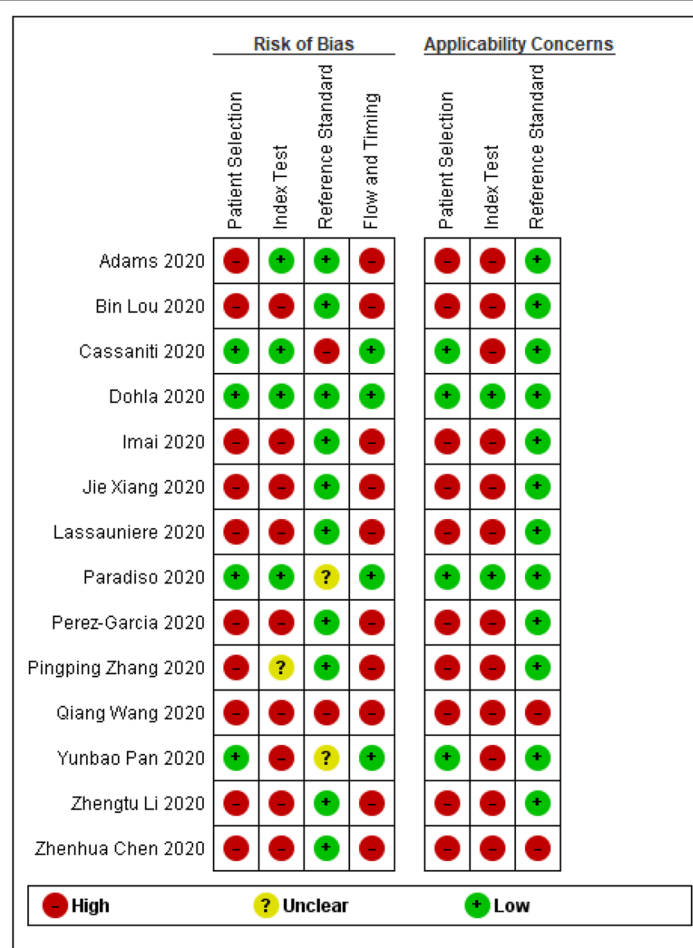 Risk of Bias Applicability Concerns
Patient Selection
Index Test
Reference Standard
Flow and Timing
Patient Selection
Index Test
Reference Standard
Adams 2020 - + + - - - +
Bin Lou 2020 - - + - - - +
Cassaniti 2020 + + - + + - +
Dohla 2020 + + + + + + +
Imai 2020 - - + - - - +
Jie Xiang 2020 - - + - - - +
Lassauniere 2020 - - + - - - +
Paradiso 2020 + + ? + + + +
Perez-Garcia 2020 - - + - - - +
Pingping Zhang 2020 - ? + - - - +
Qiang Wang 2020 - - - - - - -
Yunbao Pan 2020 + - ? + + - +
Zhengtu Li 2020 - - + - - - +
Zhenhua Chen 2020 - - + - - - -
- High ? Unclear + Low